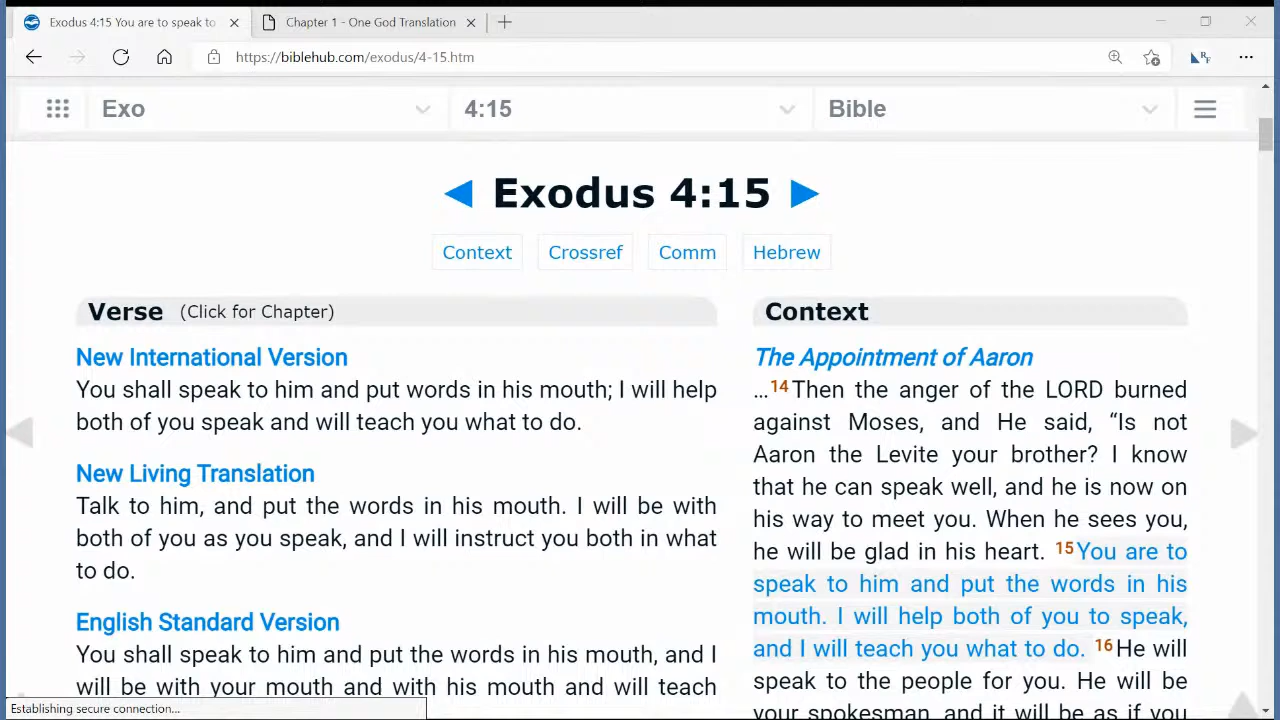 Exodus 4:15 You are to speak to
Chapter 1 - One God Translation
https://biblehub.com/exodus/4-15.htm
Exo
4:15
Bible
Exodus 4:15
Context
Crossref
Comm
Hebrew
Verse (Click for Chapter)
New International Version
You shall speak to him and put words in his mouth; I will help
both of you speak and will teach you what to do.
New Living Translation
Talk to him, and put the words in his mouth. I will be with
both of you as you speak, and I will instruct you both in what
to do.
English Standard Version
You shall speak to him and put the words in his mouth, and I
will be with your mouth and with his mouth and will teach
Context
The Appointment of Aaron
…14Then the anger of the LORD burned
against Moses, and He said, “Is not
Aaron the Levite your brother? I know
that he can speak well, and he is now on
his way to meet you. When he sees you,
he will be glad in his heart. 15You are to
speak to him and put the words in his
mouth. I will help both of you to speak,
and I will teach you what to do. 16He will
speak to the people for you. He will be
your spokesman, and it will be as if you
Establishing secure connection...